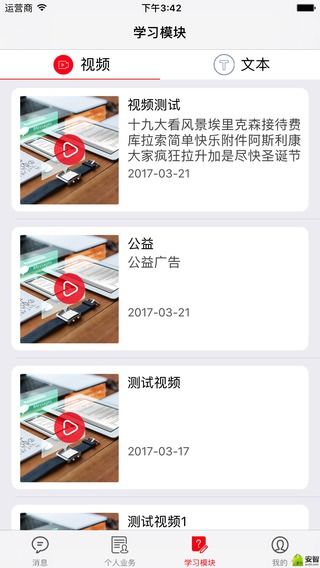 运营商 下午3:42
学习模块
视频 T 文本
视频测试
十九大看风景埃里克森接待费
库拉索简单快乐附件阿斯利康
大家疯狂拉升加是尽快圣诞节
2017-03-21
公益
公益广告
2017-03-21
测试视频
2017-03-17
测试视频1
消息 个人业务 学习模块 我的
安智